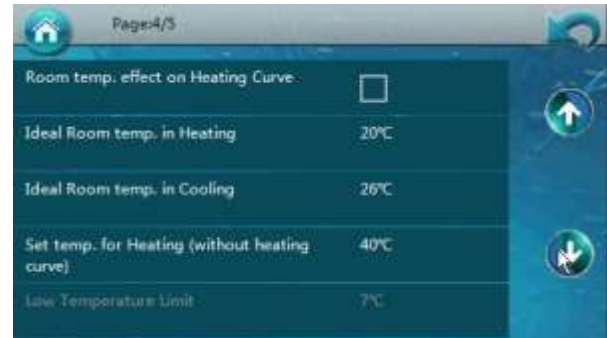 Page:4/5
Room temp. effect on Heating Curve
Ideal Room temp. in Heating 20℃
Ideal Room temp. in Cooling 26℃
Set temp. for Heating (without heating 40℃
curve)
Low Temperature Limit 7℃